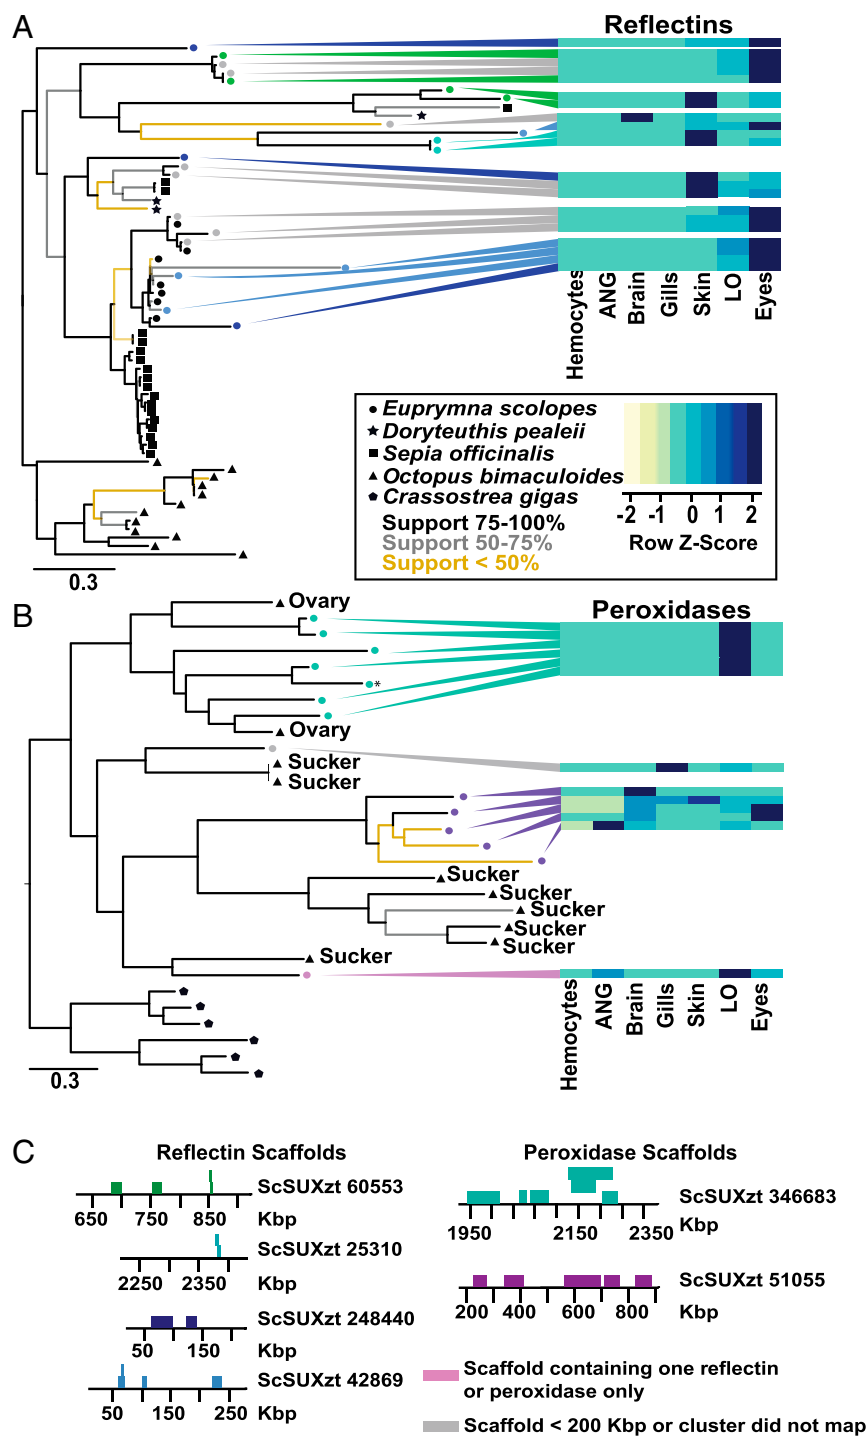 A
Reflectins
Hemocytes
ANG
Brain
Gills
Skin
LO
Eyes
Euprymna scolopes
Doryteuthis pealeii
Sepia officinalis
Octopus bimaculoides
Crassostrea gigas
Support 75-100%
Support 50-75%
Support < 50%
-2 -1 0 1 2
Row Z-Score
0.3
B
Peroxidases
Ovary
*
Ovary
Sucker
Sucker
Sucker
Sucker
Sucker
Sucker
Sucker
Sucker
Hemocytes
ANG
Brain
Gills
Skin
LO
Eyes
0.3
C
Reflectin Scaffolds
ScSUXzt 60553
650 750 850 Kbp
ScSUXzt 25310
2250 2350 Kbp
ScSUXzt 248440
50 150 Kbp
ScSUXzt 42869
50 150 250 Kbp
Peroxidase Scaffolds
ScSUXzt 346683
1950 2150 2350 Kbp
ScSUXzt 51055
200 400 600 800 Kbp
Scaffold containing one reflectin
or peroxidase only
Scaffold < 200 Kbp or cluster did not map